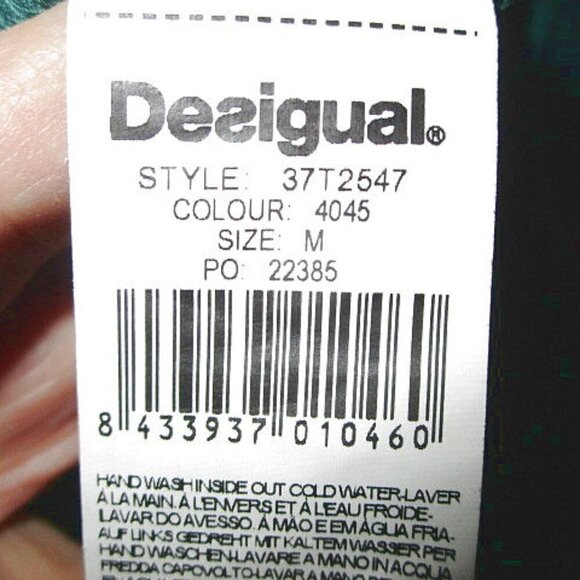 Desigual®
STYLE: 37T2547
COLOUR: 4045
SIZE: M
PO: 22385
8 433937 010460
HAND WASH INSIDE OUT COLD WATER-LAVER
À LA MAIN. À L'ENVERS ET À L'EAU FROIDE-
LAVAR DO AVESSO. À MÃO E EM ÁGUA FRIA-
AUF LINKS GEDREHT MIT KALTEM WASSER PER
HAND WASCHEN-LAVARE A MANO IN ACQUA
FREDDA CAPOVOLTO-LAVAR A MANO DEL